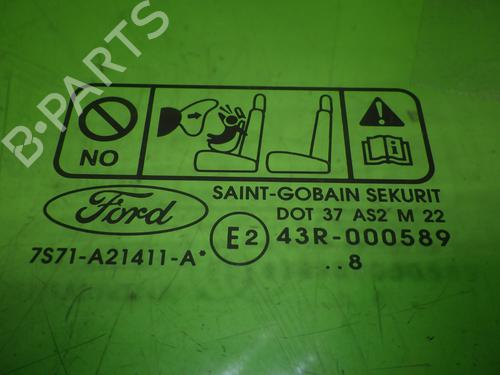 B-PARTS
NO
Ford
SAINT-GOBAIN SEKURIT
DOT 37 AS2 M 22
E2 43R-000589
7S71-A21411-A*
..8